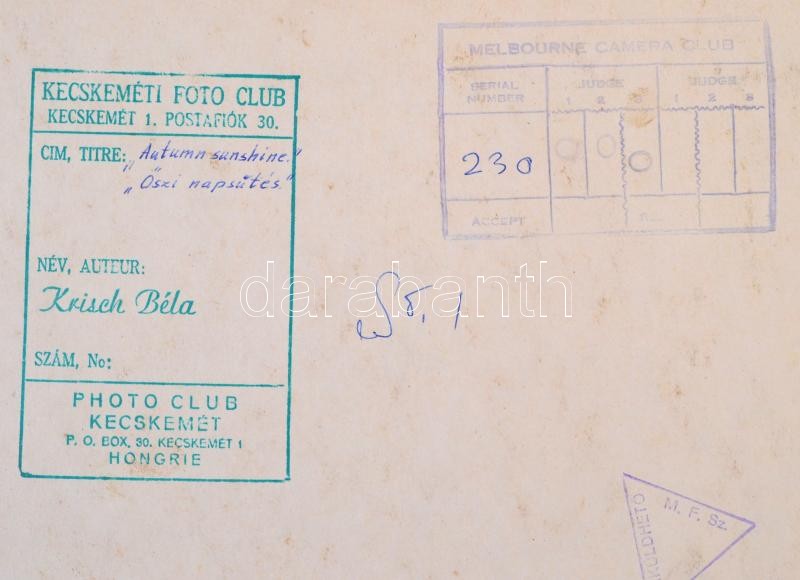 KECSKEMÉTI FOTO CLUB
KECSKEMÉT 1. POSTAFIÓK 30.
CIM, TITRE: „Autumn sunshine."
„Őszi napsütés."
NÉV, AUTEUR:
Krisch Béla
SZÁM, No:
PHOTO CLUB
KECSKEMÉT
P. O. BOX. 30. KECSKEMÉT 1
HONGRIE
MELBOURNE CAMERA CLUB
SERIAL NUMBER JUDGE JUDGE
1 2 3 1 2 3
230
ACCEPT
darabanth
M. F. Sz.
KÜLDHETŐ